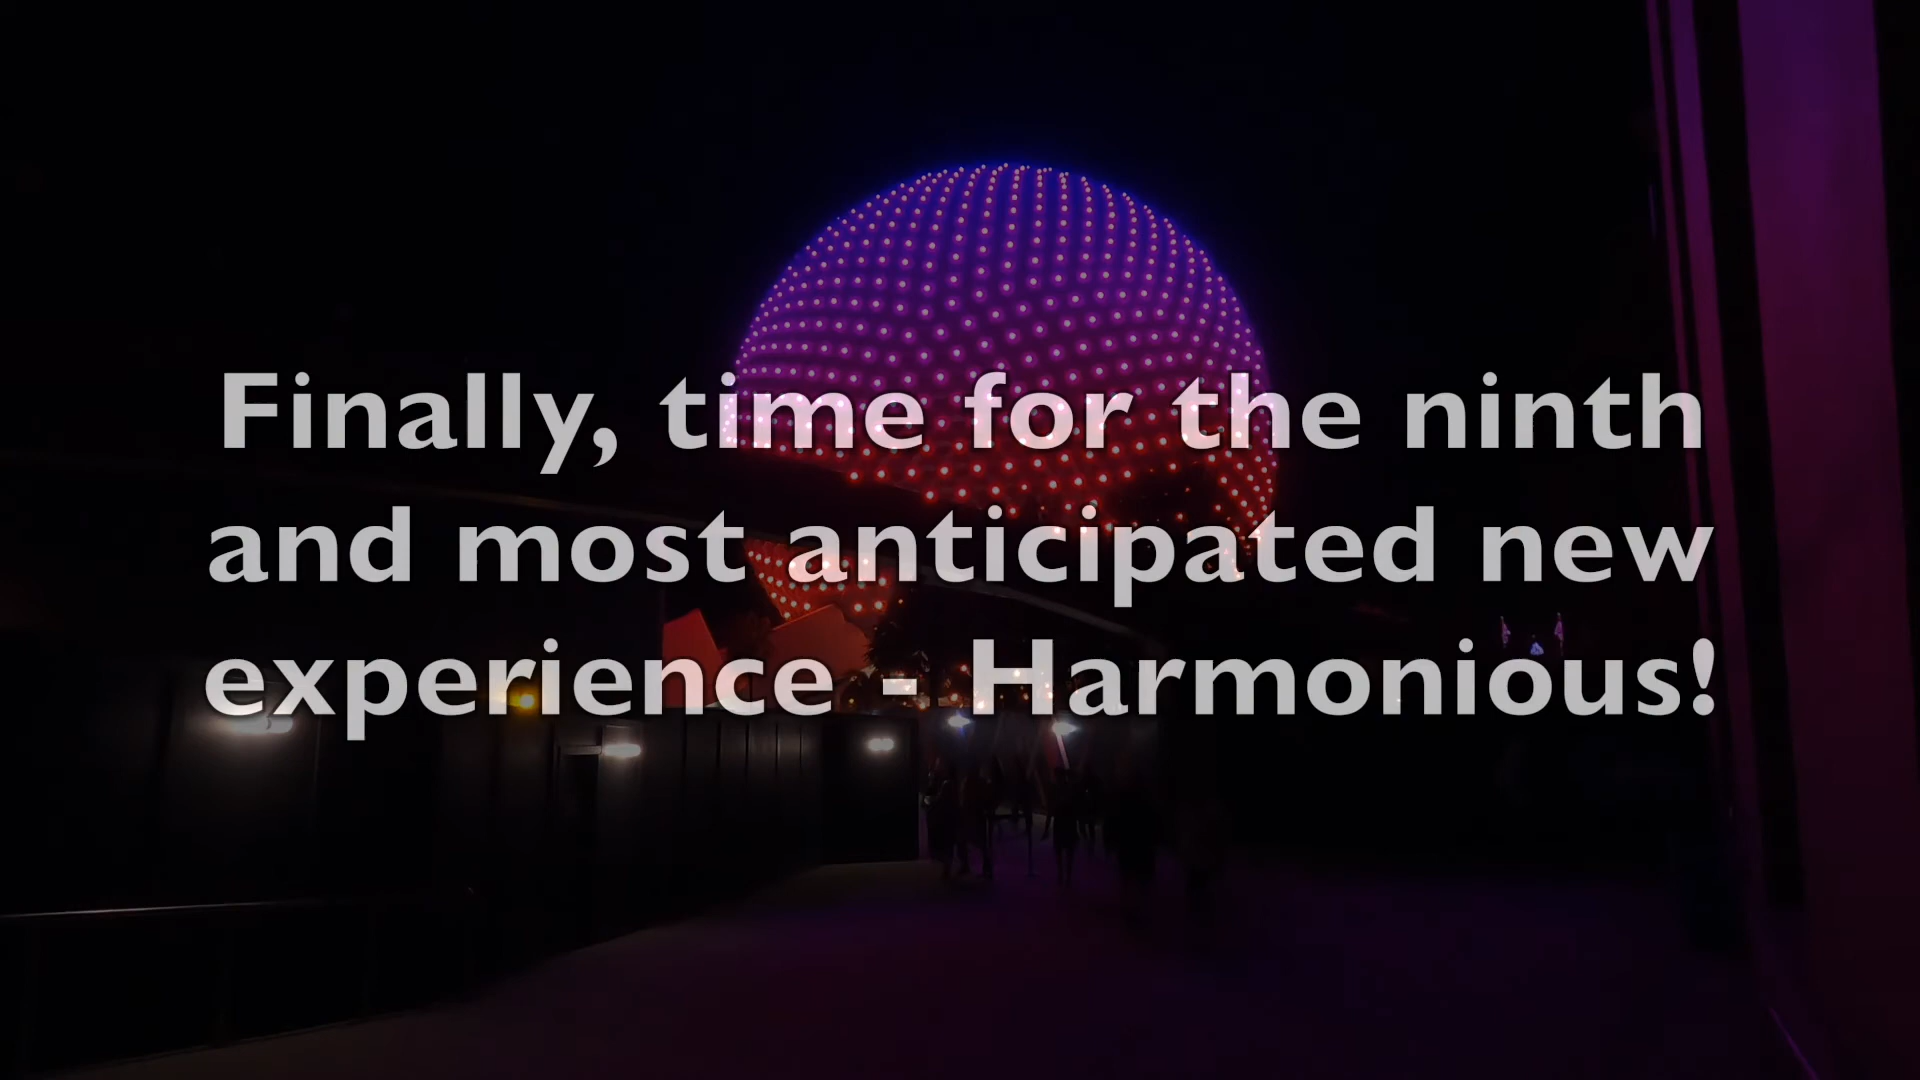 Finally, time for the ninth
and most anticipated new
experience - Harmonious!